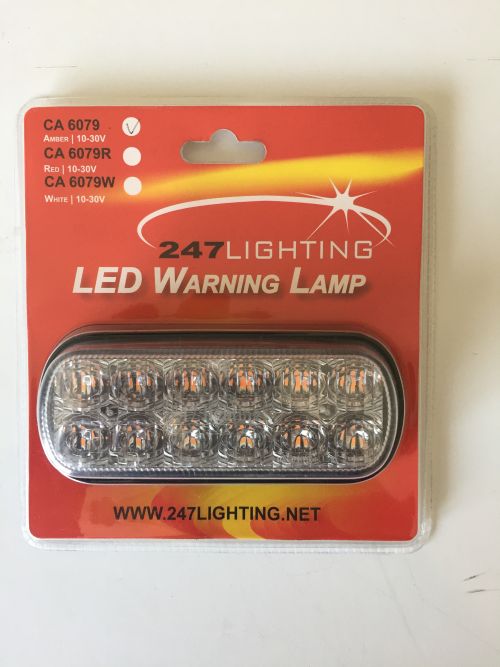 CA 6079
AMBER | 10-30V
CA 6079R
RED | 10-30V
CA 6079W
WHITE | 10-30V
247LIGHTING
LED WARNING LAMP
WWW.247LIGHTING.NET